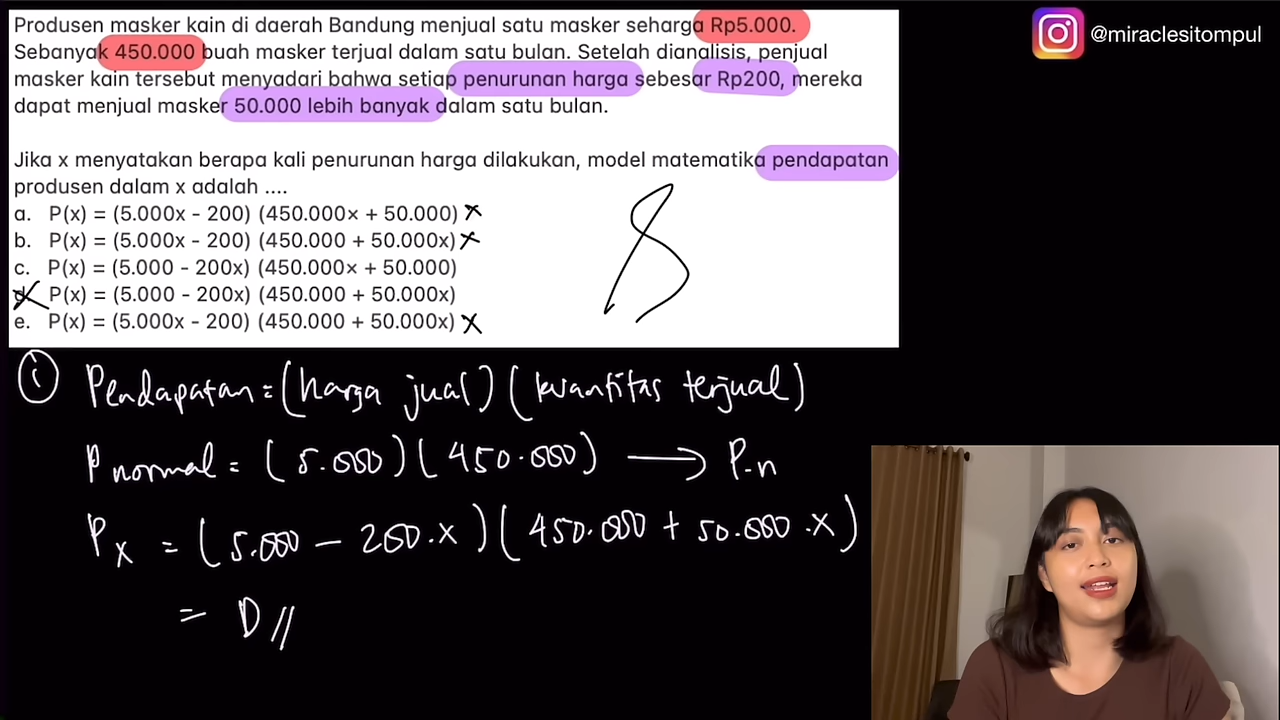 Produsen masker kain di daerah Bandung menjual satu masker seharga Rp5.000.
Sebanyak 450.000 buah masker terjual dalam satu bulan. Setelah dianalisis, penjual
masker kain tersebut menyadari bahwa setiap penurunan harga sebesar Rp200, mereka
dapat menjual masker 50.000 lebih banyak dalam satu bulan.
Jika x menyatakan berapa kali penurunan harga dilakukan, model matematika pendapatan
produsen dalam x adalah ....
a. P(x) = (5.000x - 200) (450.000× + 50.000) x
b. P(x) = (5.000x - 200) (450.000 + 50.000x) x
c. P(x) = (5.000 - 200x) (450.000× + 50.000)
d. P(x) = (5.000 - 200x) (450.000 + 50.000x)
e. P(x) = (5.000x - 200) (450.000 + 50.000x) x
@miraclesitompul
① Pendapatan = (harga jual) (kuantitas terjual)
P normal = (5.000) (450.000) → P-n
Px = (5.000 - 200.x) (450.000 + 50.000 .x)
= D //